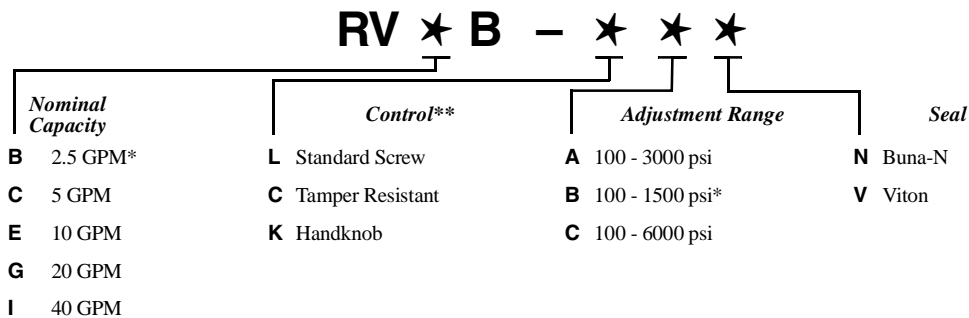 RV ★ B – ★ ★ ★
Nominal
Capacity
B 2.5 GPM*
C 5 GPM
E 10 GPM
G 20 GPM
I 40 GPM
Control**
L Standard Screw
C Tamper Resistant
K Handknob
Adjustment Range
A 100 - 3000 psi
B 100 - 1500 psi*
C 100 - 6000 psi
Seal
N Buna-N
V Viton